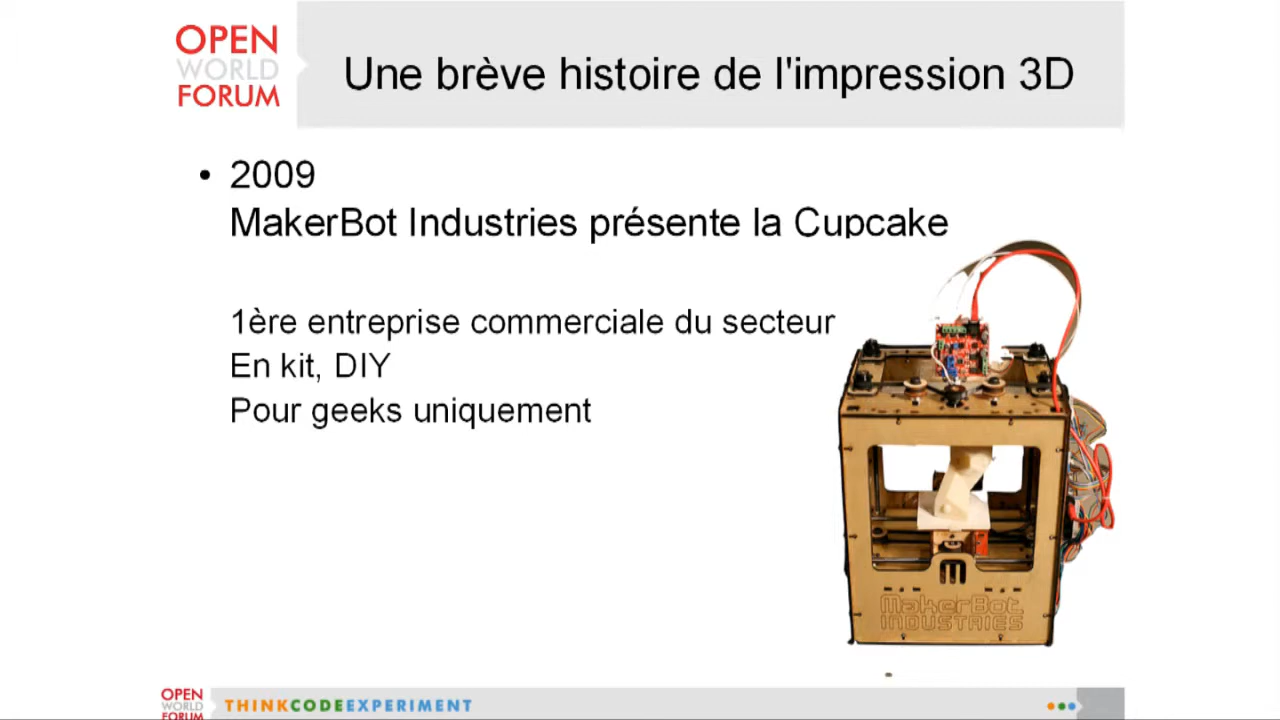 OPEN
WORLD
FORUM
Une brève histoire de l'impression 3D
• 2009
MakerBot Industries présente la Cupcake
1ère entreprise commerciale du secteur
En kit, DIY
Pour geeks uniquement
MakerBot
INDUSTRIES
OPEN
WORLD
FORUM
THINKCODEEXPERIMENT